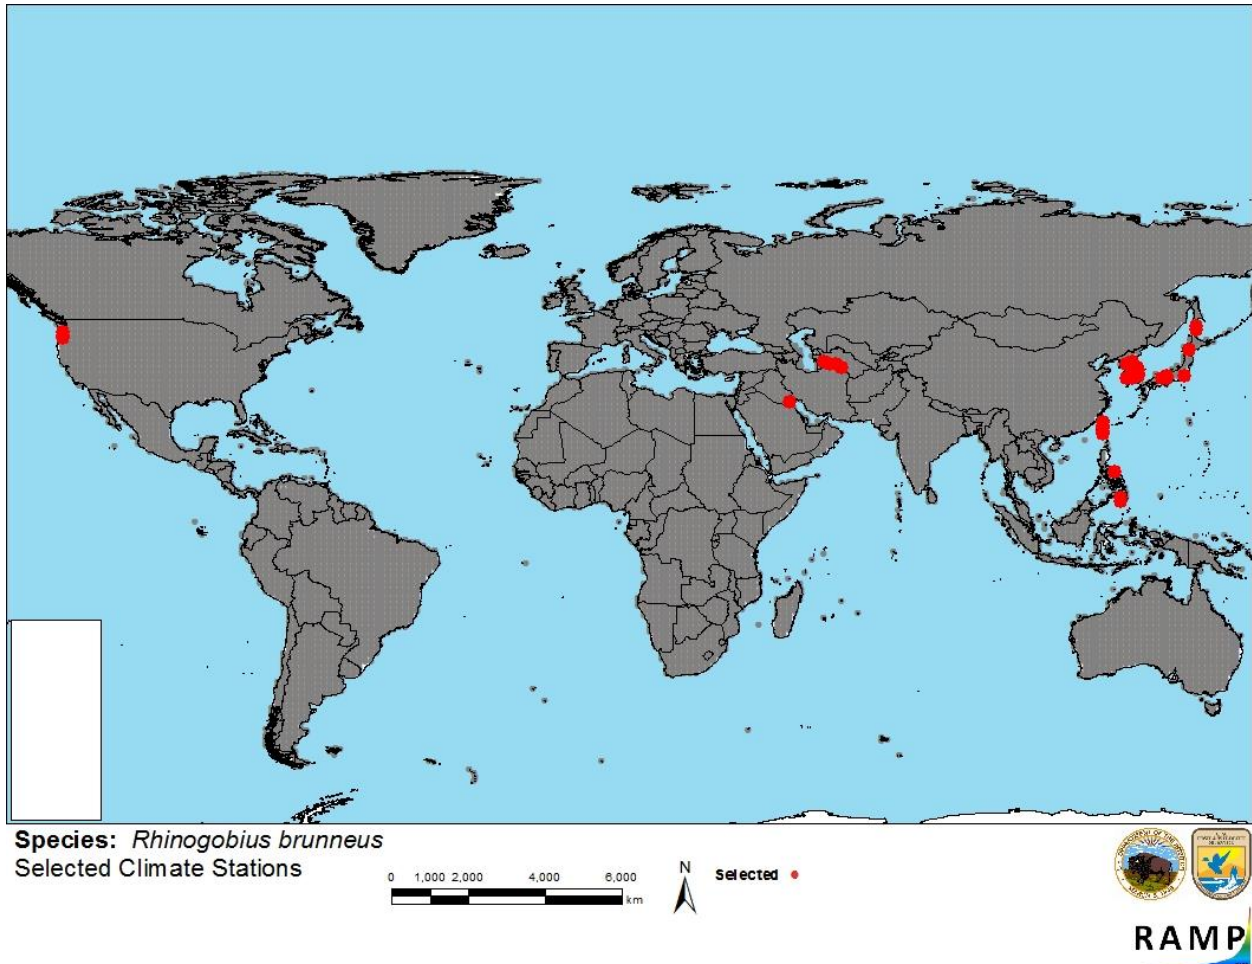 Species: Rhinogobius brunneus
Selected Climate Stations
0 1,000 2,000 4,000 6,000
km
N
Selected
RAMP